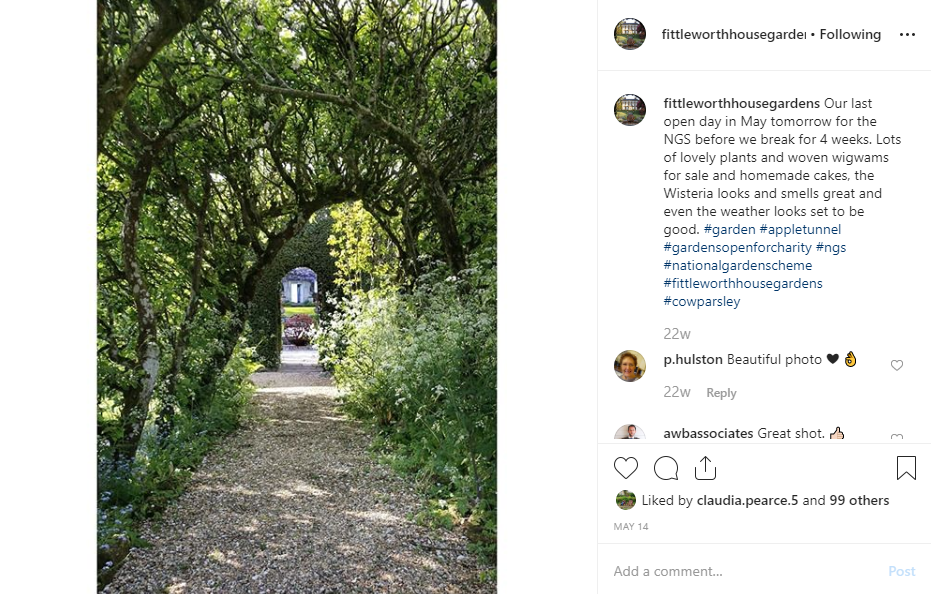 fittleworthhousegarde • Following
fittleworthhousegardens Our last
open day in May tomorrow for the
NGS before we break for 4 weeks. Lots
of lovely plants and woven wigwams
for sale and homemade cakes, the
Wisteria looks and smells great and
even the weather looks set to be
good. #garden #appletunnel
#gardensopenforcharity #ngs
#nationalgardenscheme
#fittleworthhousegardens
#cowparsley
22w
p.hulston Beautiful photo 🖤👌
22w Reply
awbassociates Great shot. 👍🏻
Liked by claudia.pearce.5 and 99 others
MAY 14
Add a comment... Post